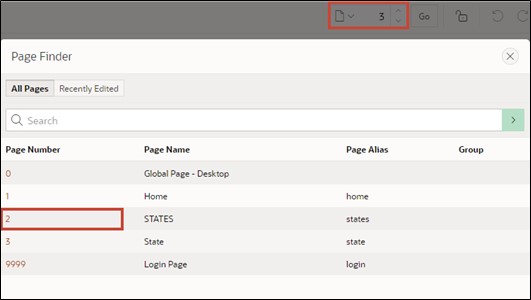 3 Go
Page Finder
All Pages Recently Edited
Search
Page Number Page Name Page Alias Group
0 Global Page - Desktop
1 Home home
2 STATES states
3 State state
9999 Login Page login